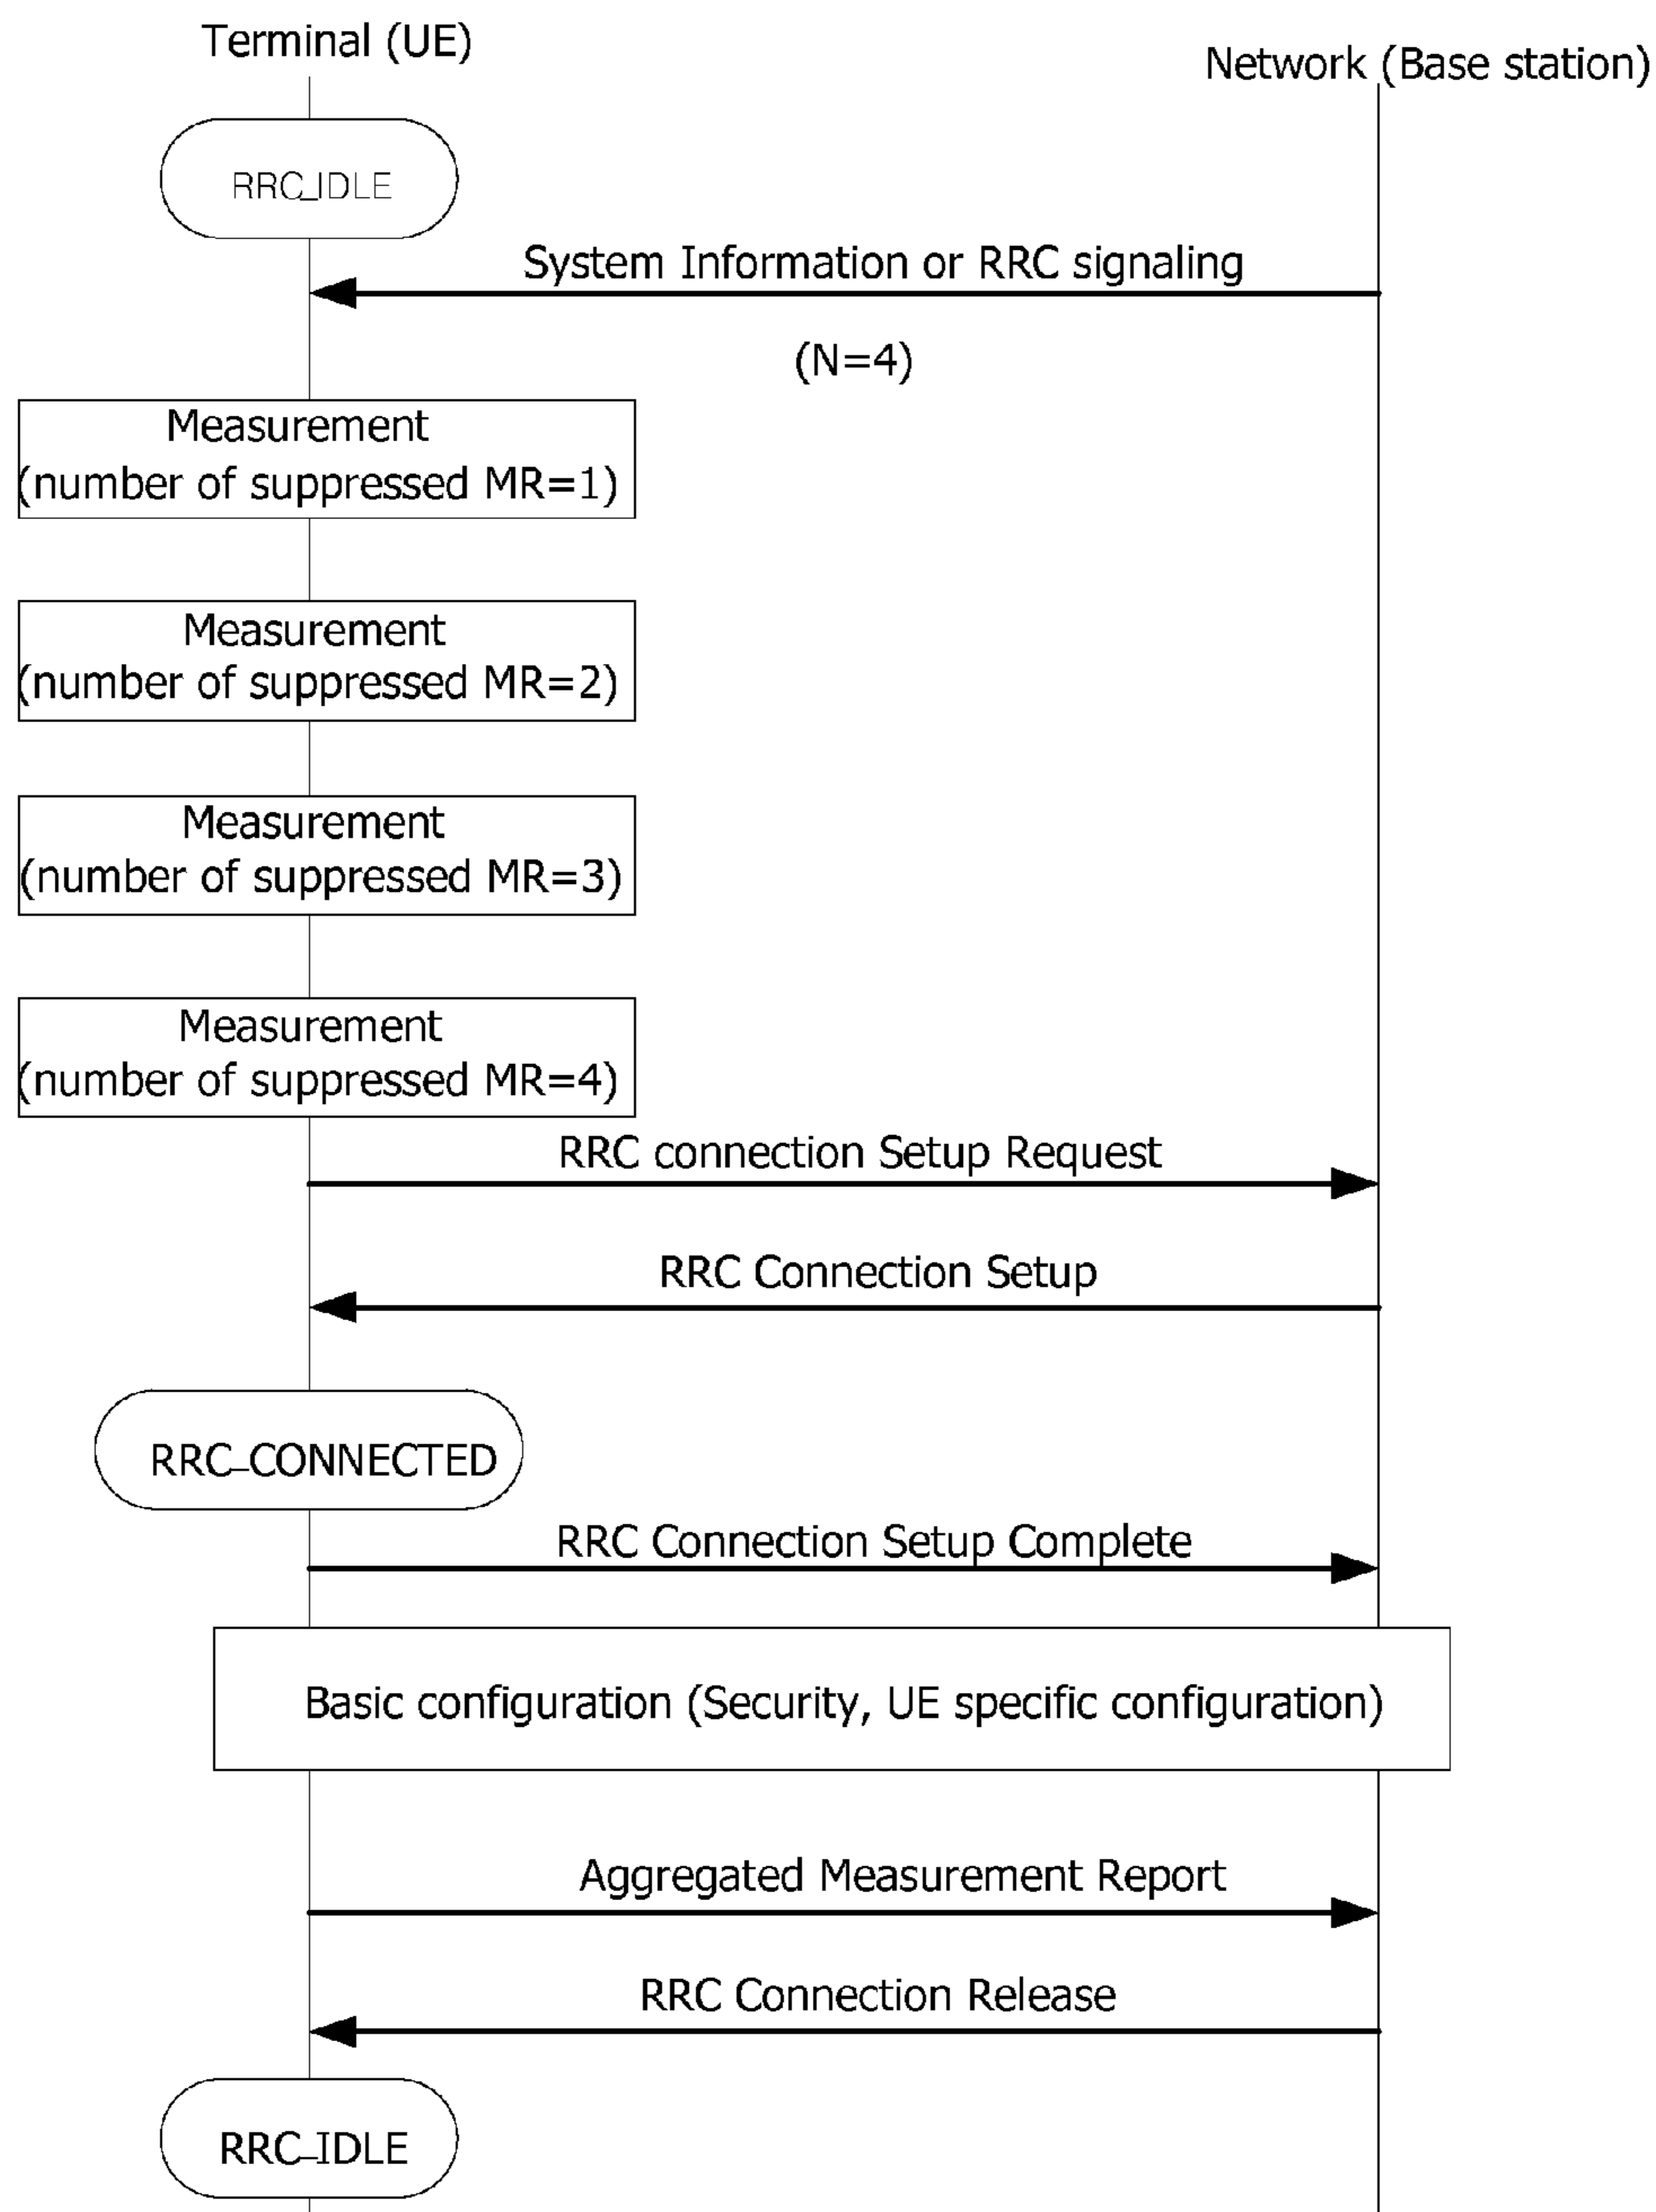 Terminal (UE)
Network (Base station)
RRC_IDLE
System Information or RRC signaling
(N=4)
Measurement
(number of suppressed MR=1)
Measurement
(number of suppressed MR=2)
Measurement
(number of suppressed MR=3)
Measurement
(number of suppressed MR=4)
RRC connection Setup Request
RRC Connection Setup
RRC_CONNECTED
RRC Connection Setup Complete
Basic configuration (Security, UE specific configuration)
Aggregated Measurement Report
RRC Connection Release
RRC_IDLE